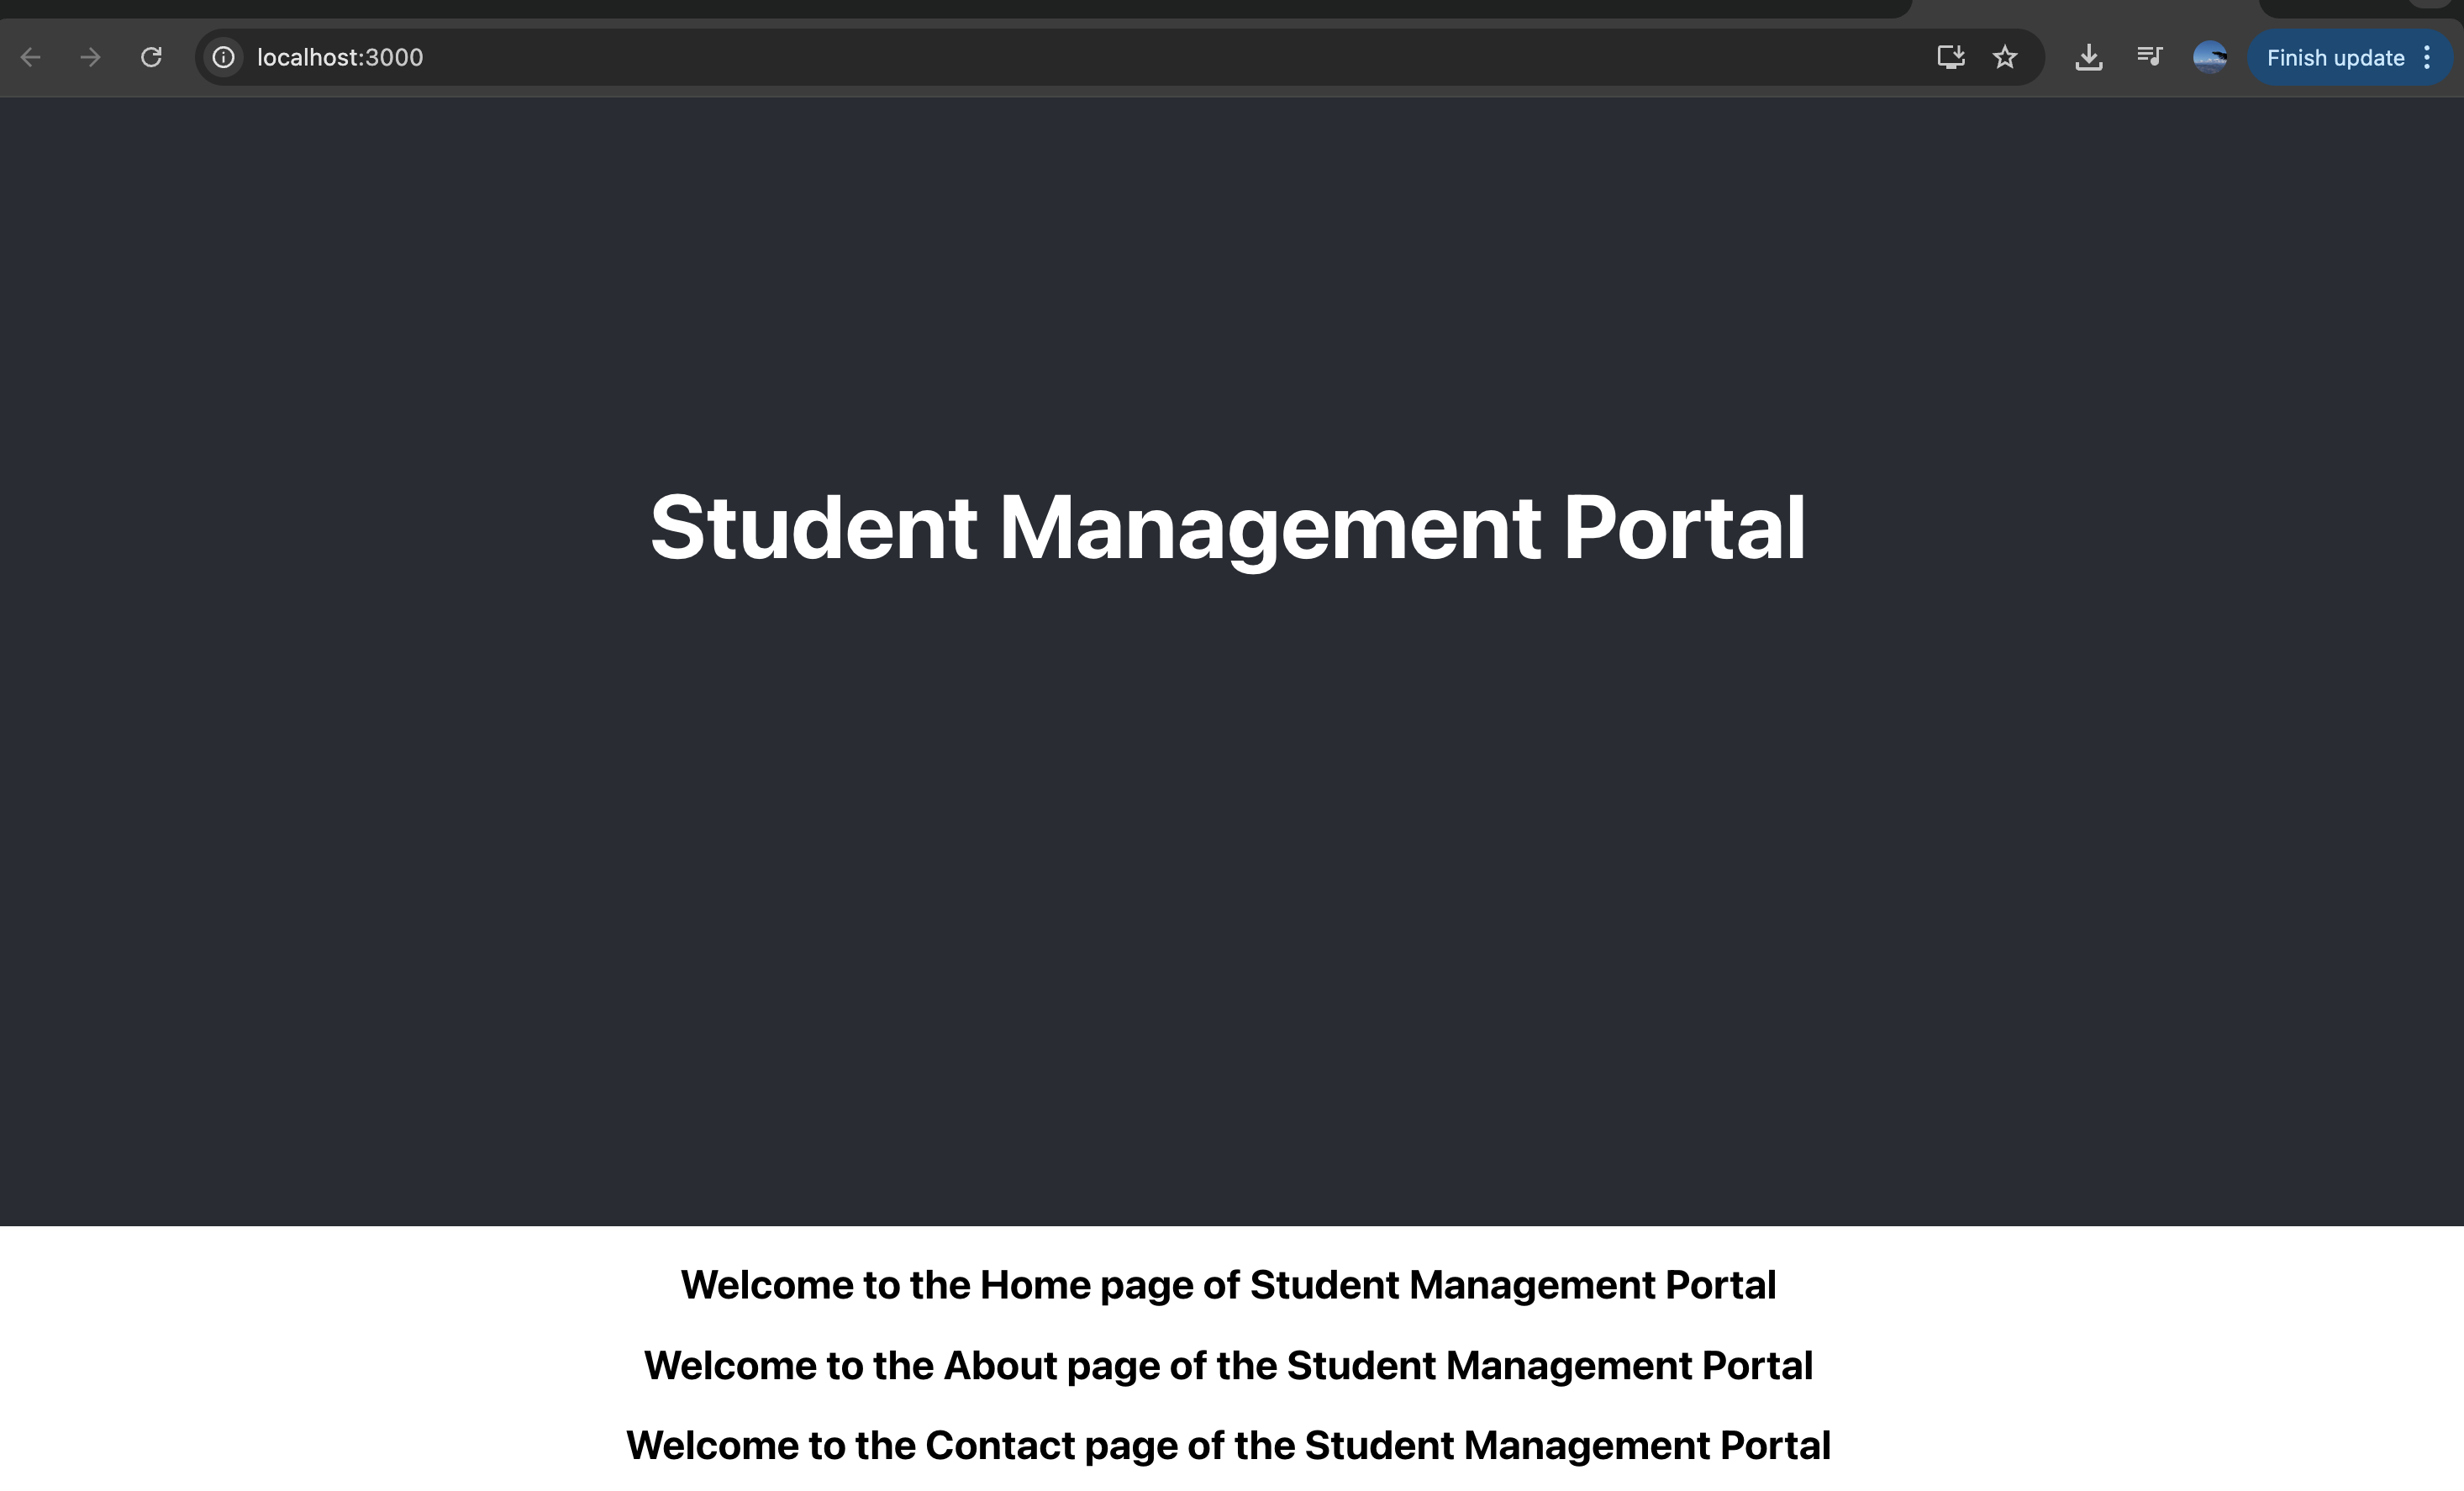 localhost:3000
Finish update
Student Management Portal
Welcome to the Home page of Student Management Portal
Welcome to the About page of the Student Management Portal
Welcome to the Contact page of the Student Management Portal